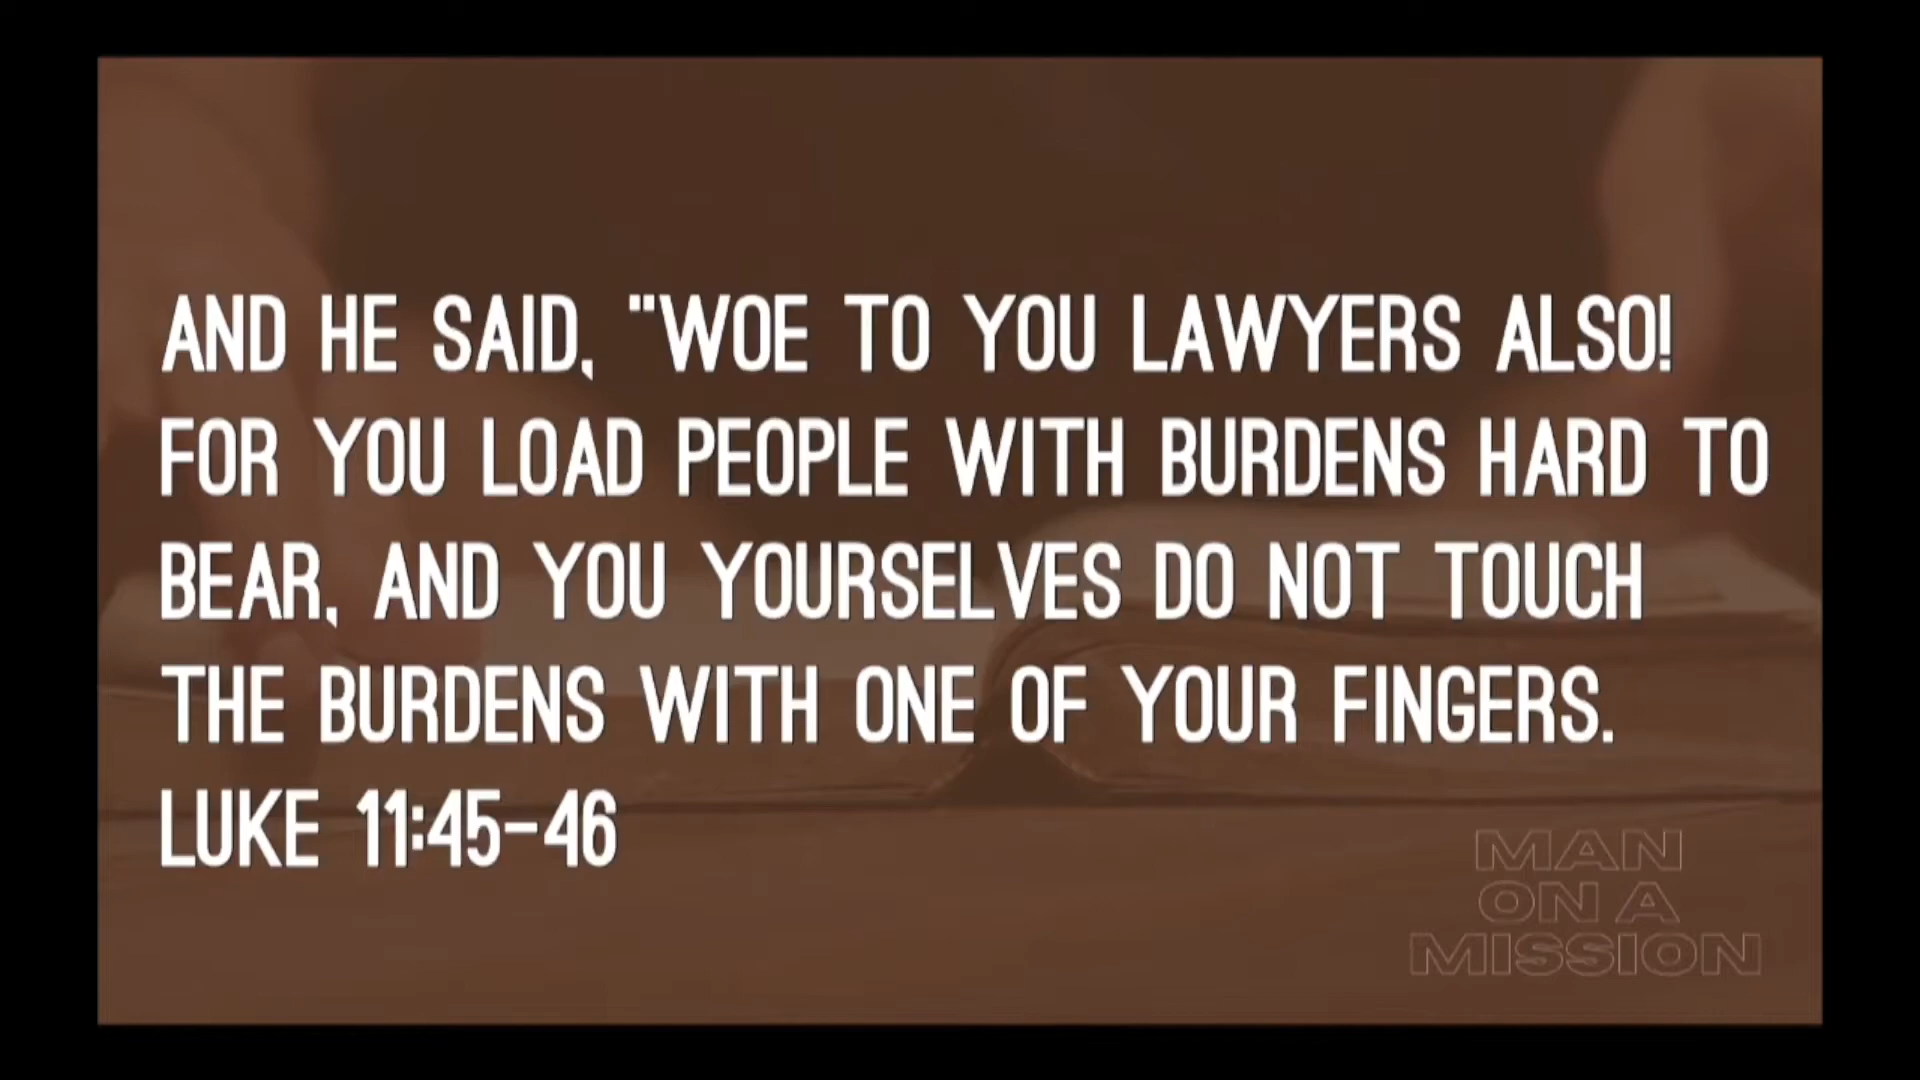 AND HE SAID, "WOE TO YOU LAWYERS ALSO!
FOR YOU LOAD PEOPLE WITH BURDENS HARD TO
BEAR, AND YOU YOURSELVES DO NOT TOUCH
THE BURDENS WITH ONE OF YOUR FINGERS.
LUKE 11:45-46
MAN
ON A
MISSION